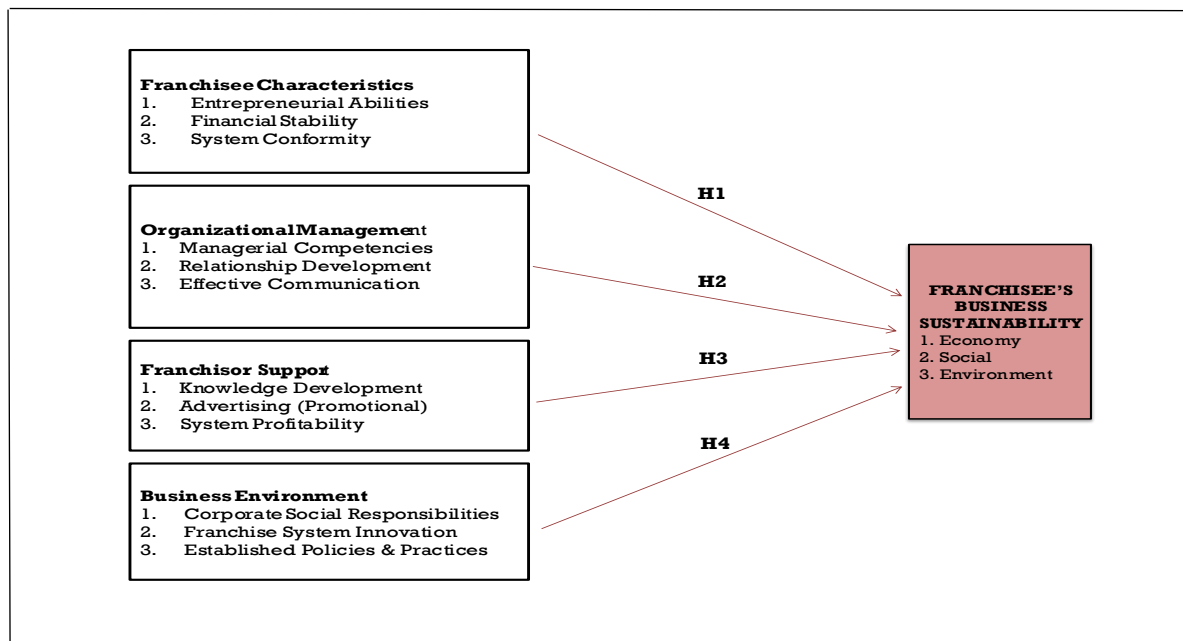 Franchisee Characteristics
1. Entrepreneurial Abilities
2. Financial Stability
3. System Conformity
H1
Organizational Management
1. Managerial Competencies
2. Relationship Development
3. Effective Communication
H2
FRANCHISEE'S
BUSINESS
SUSTAINABILITY
1. Economy
2. Social
3. Environment
H3
Franchisor Support
1. Knowledge Development
2. Advertising (Promotional)
3. System Profitability
H4
Business Environment
1. Corporate Social Responsibilities
2. Franchise System Innovation
3. Established Policies & Practices